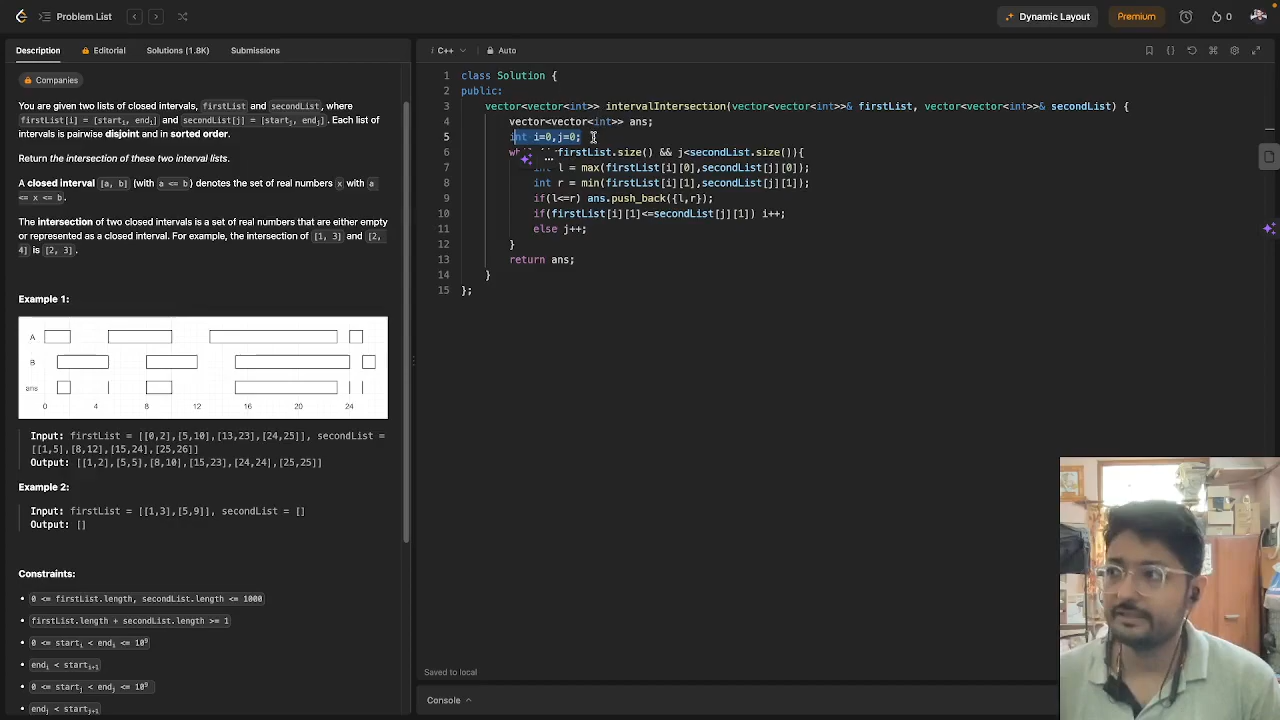 Problem List
Dynamic Layout
Premium
0
Description
Editorial
Solutions (1.8K)
Submissions
Companies
You are given two lists of closed intervals, firstList and secondList, where
firstList[i] = [starti, endi] and secondList[j] = [startj, endj]. Each list of
intervals is pairwise disjoint and in sorted order.
Return the intersection of these two interval lists.
A closed interval [a, b] (with a <= b) denotes the set of real numbers x with a
<= x <= b.
The intersection of two closed intervals is a set of real numbers that are either empty
or represented as a closed interval. For example, the intersection of [1, 3] and [2,
4] is [2, 3].
Example 1:
A
B
ans
0 4 8 12 16 20 24
Input: firstList = [[0,2],[5,10],[13,23],[24,25]], secondList =
[[1,5],[8,12],[15,24],[25,26]]
Output: [[1,2],[5,5],[8,10],[15,23],[24,24],[25,25]]
Example 2:
Input: firstList = [[1,3],[5,9]], secondList = []
Output: []
Constraints:
0 <= firstList.length, secondList.length <= 1000
firstList.length + secondList.length >= 1
0 <= starti < endi <= 10^9
endi < starti+1
0 <= startj < endj <= 10^9
endj < startj+1
i C++
Auto
1 class Solution {
2 public:
3 vector<vector<int>> intervalIntersection(vector<vector<int>>& firstList, vector<vector<int>>& secondList) {
4 vector<vector<int>> ans;
5 int i=0,j=0;
6 firstList.size() && j<secondList.size()){
7 int l = max(firstList[i][0],secondList[j][0]);
8 int r = min(firstList[i][1],secondList[j][1]);
9 if(l<=r) ans.push_back({l,r});
10 if(firstList[i][1]<=secondList[j][1]) i++;
11 else j++;
12 }
13 return ans;
14 }
15 };
Saved to local
Console